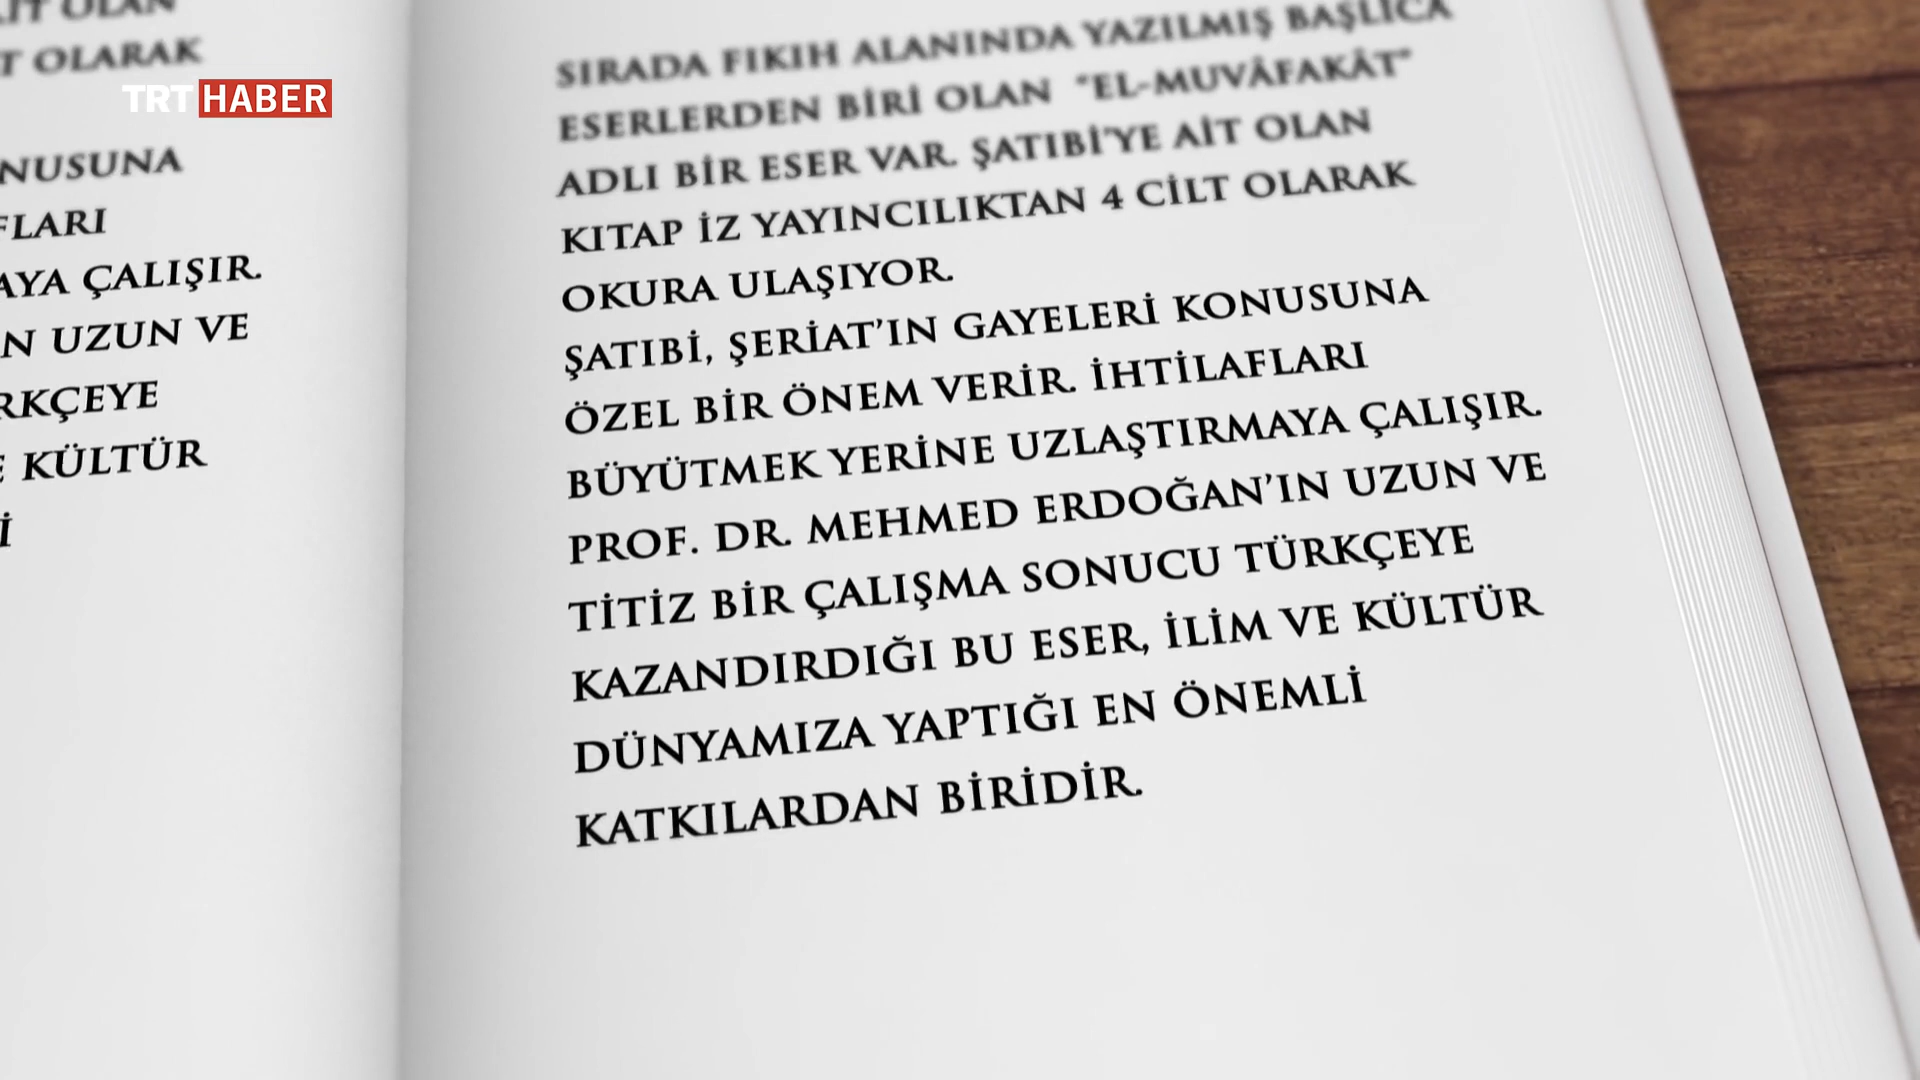 AİT OLAN
T OLARAK
TRT HABER
NUSUNA
FLARI
AYA ÇALIŞIR.
N UZUN VE
RKÇEYE
E KÜLTÜR
İ
SIRADA FIKIH ALANINDA YAZILMIŞ BAŞLICA
ESERLERDEN BİRİ OLAN "EL-MUVÂFAKÂT"
ADLI BİR ESER VAR. ŞATIBİ'YE AİT OLAN
KITAP İZ YAYINCILIKTAN 4 CİLT OLARAK
OKURA ULAŞIYOR.
ŞATIBİ, ŞERİAT'IN GAYELERİ KONUSUNA
ÖZEL BİR ÖNEM VERİR. İHTİLAFLARI
BÜYÜTMEK YERİNE UZLAŞTIRMAYA ÇALIŞIR.
PROF. DR. MEHMED ERDOĞAN'IN UZUN VE
TİTİZ BİR ÇALIŞMA SONUCU TÜRKÇEYE
KAZANDIRDIĞI BU ESER, İLİM VE KÜLTÜR
DÜNYAMIZA YAPTIĞI EN ÖNEMLİ
KATKILARDAN BİRİDİR.